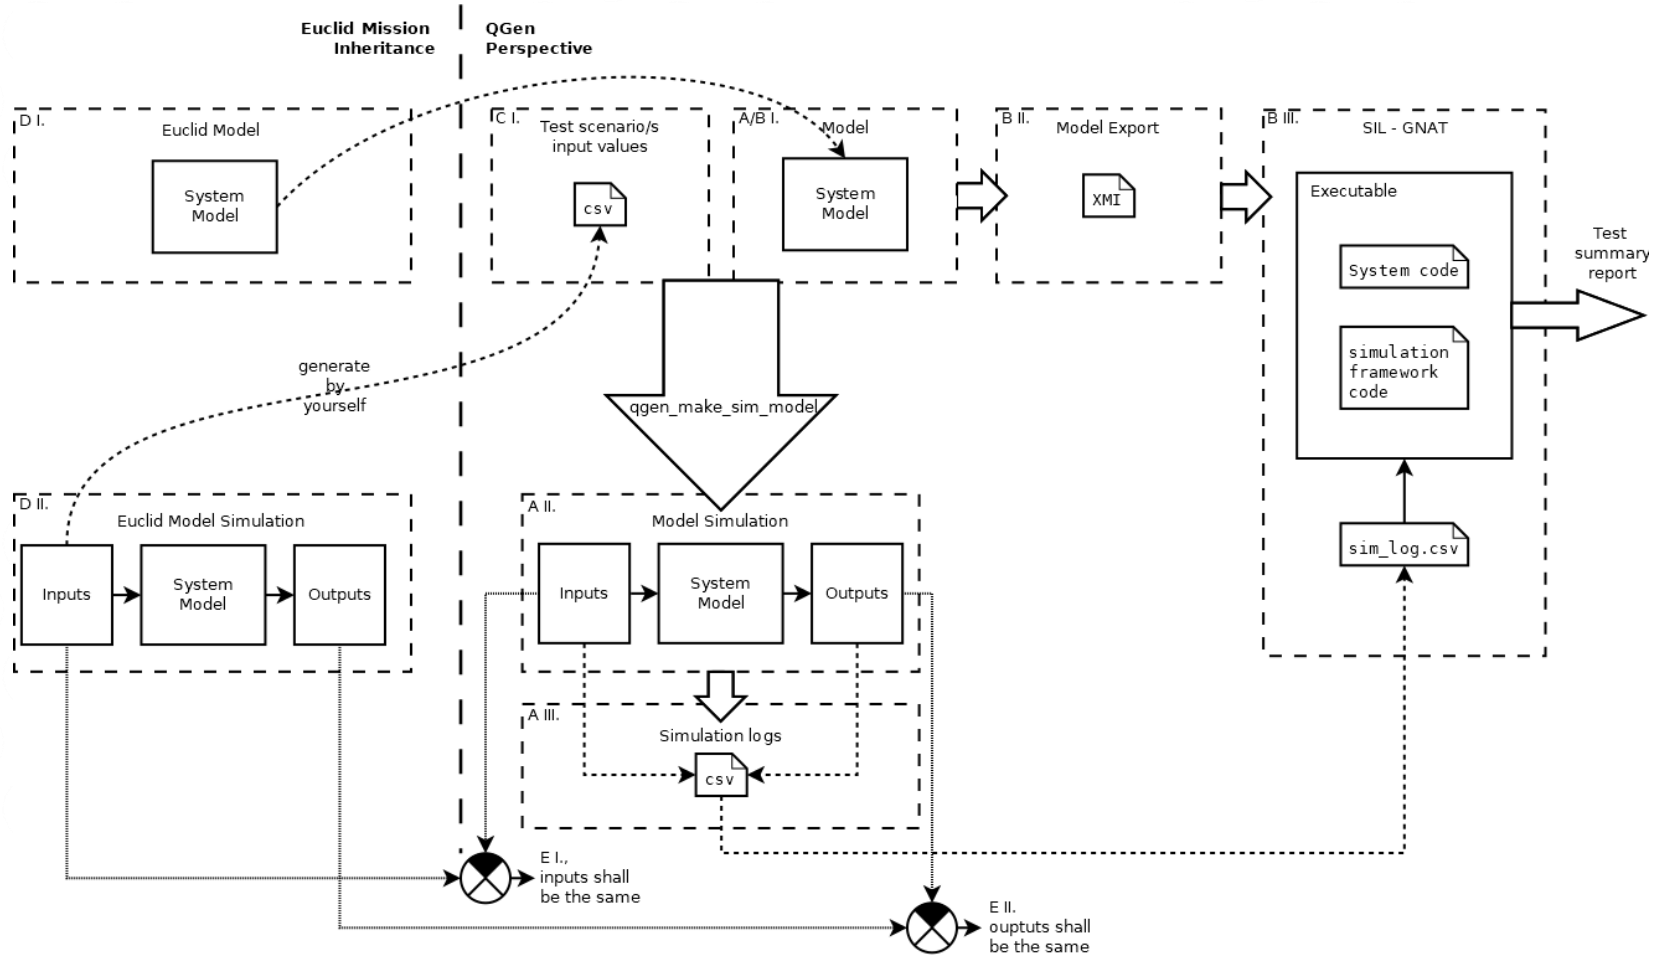 Euclid Mission
Inheritance
QGen
Perspective
D I.
Euclid Model
System
Model
C I.
Test scenario/s
input values
csv
A/B I.
Model
System
Model
B II.
Model Export
XMI
B III.
SIL - GNAT
Executable
System code
simulation
framework
code
sim_log.csv
Test
summary
report
generate
by
yourself
qgen_make_sim_model
D II.
Euclid Model Simulation
Inputs
System
Model
Outputs
A II.
Model Simulation
Inputs
System
Model
Outputs
A III.
Simulation logs
csv
E I.,
inputs shall
be the same
E II.
ouptuts shall
be the same